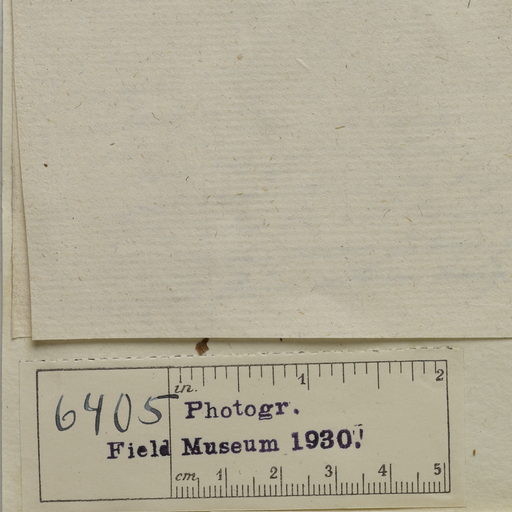 in. 1 2
6405 Photogr.
Field Museum 1930!
cm 1 2 3 4 5